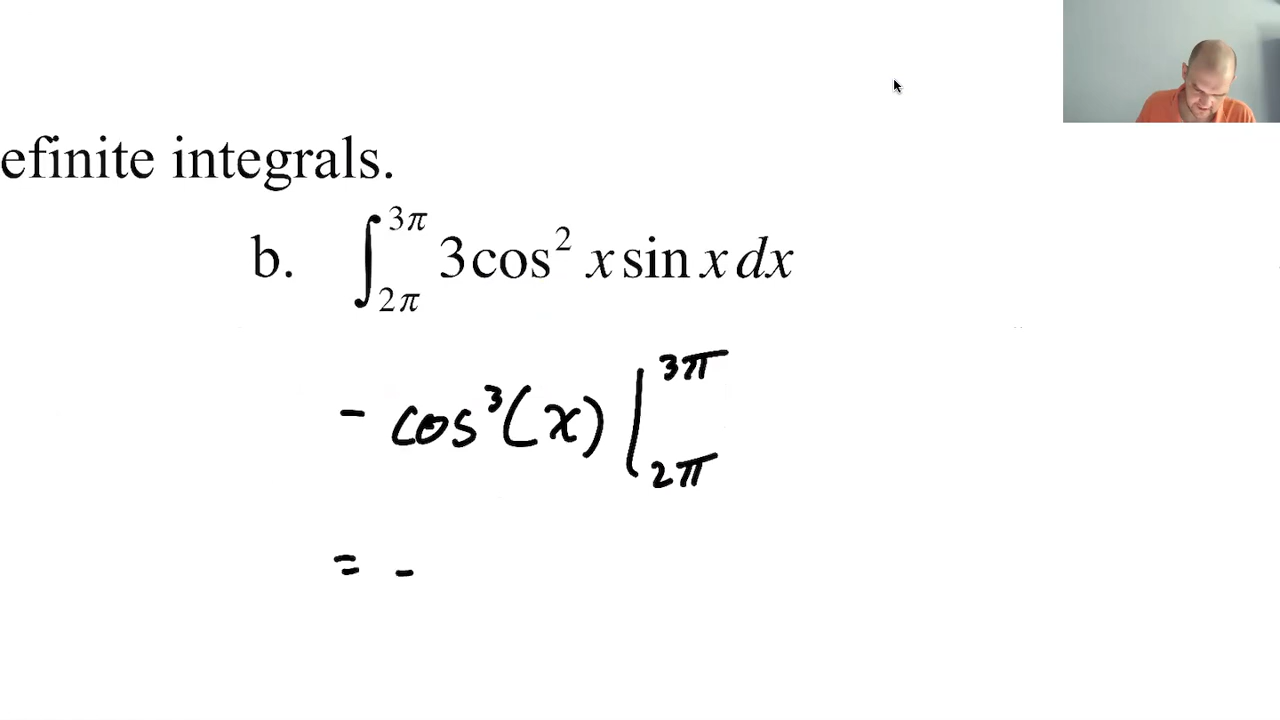 efinite integrals.
b. ∫_{2π}^{3π} 3cos² x sin x dx
- cos³(x) |_{2π}^{3π}
= -